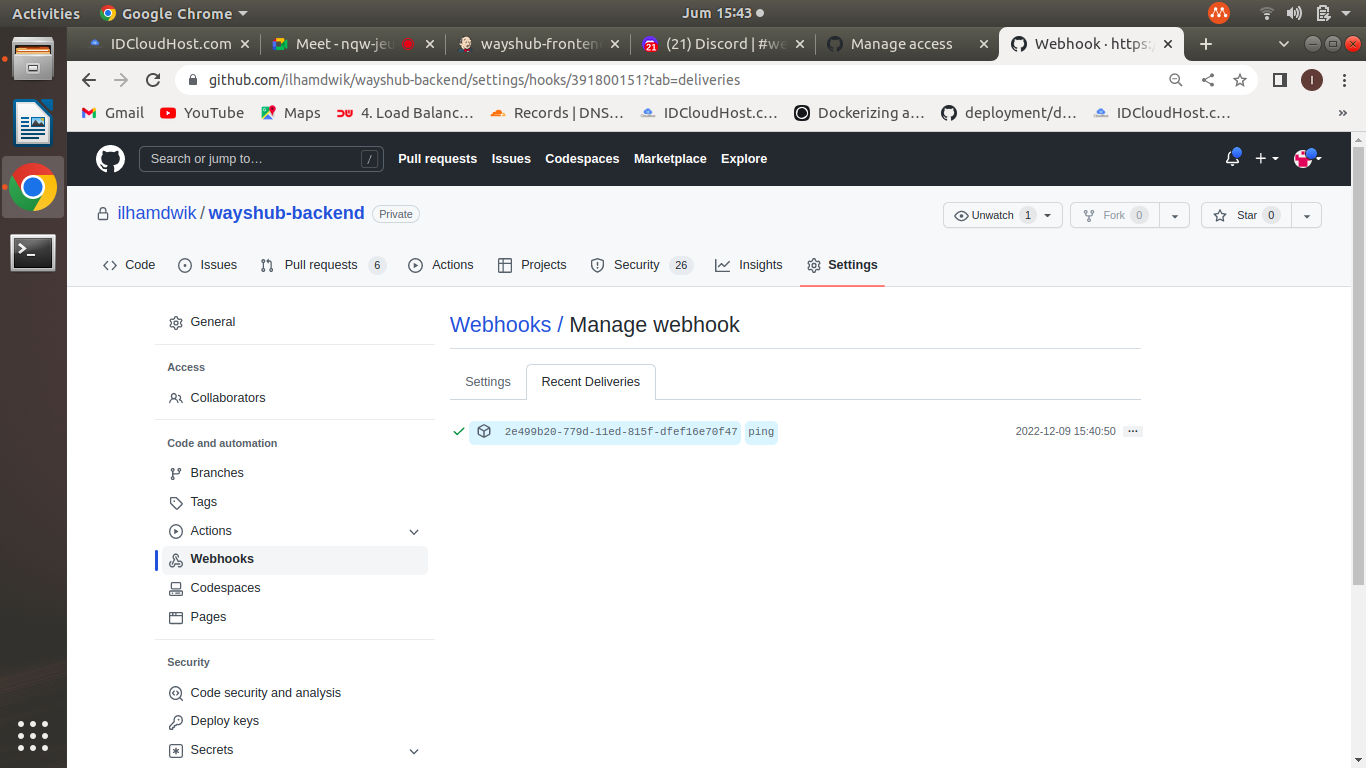 Activities Google Chrome Jum 15:43
IDCloudHost.com Meet - nqw-jeu wayshub-fronten (21) Discord | #we Manage access Webhook · https:/
github.com/ilhamdwik/wayshub-backend/settings/hooks/391800151?tab=deliveries I
Gmail YouTube Maps 4. Load Balanc… Records | DNS… IDCloudHost.c… Dockerizing a… deployment/d… IDCloudHost.c… »
Search or jump to… / Pull requests Issues Codespaces Marketplace Explore
ilhamdwik / wayshub-backend Private Unwatch 1 Fork 0 Star 0
Code Issues Pull requests 6 Actions Projects Security 26 Insights Settings
General
Access
Collaborators
Code and automation
Branches
Tags
Actions
Webhooks
Codespaces
Pages
Security
Code security and analysis
Deploy keys
Secrets
Webhooks / Manage webhook
Settings Recent Deliveries
2e499b20-779d-11ed-815f-dfef16e70f47 ping 2022-12-09 15:40:50 ···